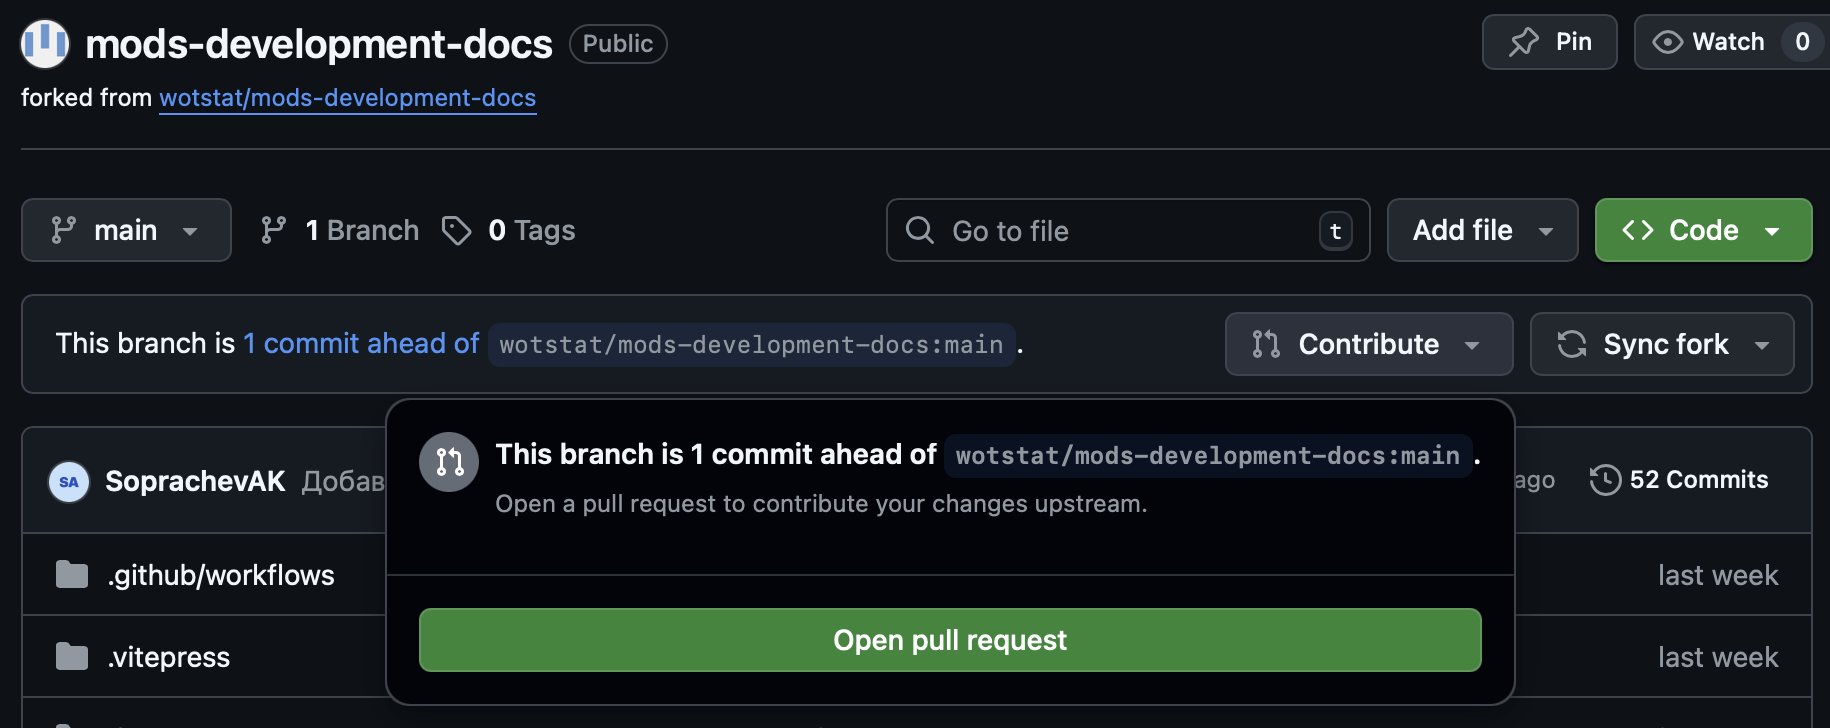 mods-development-docs Public
Pin
Watch 0
forked from wotstat/mods-development-docs
main
1 Branch
0 Tags
Go to file
t
Add file
Code
This branch is 1 commit ahead of wotstat/mods-development-docs:main .
Contribute
Sync fork
This branch is 1 commit ahead of wotstat/mods-development-docs:main .
Open a pull request to contribute your changes upstream.
Open pull request
SA SoprachevAK Добав
ago
52 Commits
.github/workflows
last week
.vitepress
last week